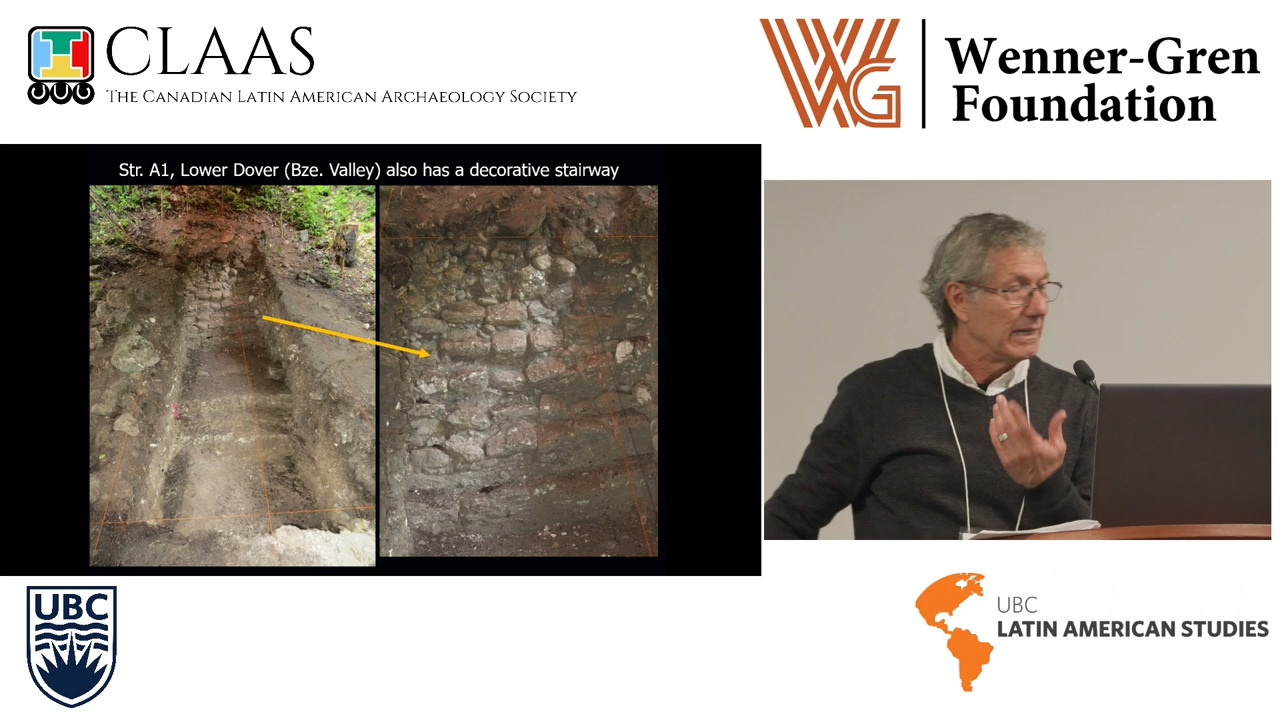 CLAAS
THE CANADIAN LATIN AMERICAN ARCHAEOLOGY SOCIETY
WG
Wenner-Gren
Foundation
Str. A1, Lower Dover (Bze. Valley) also has a decorative stairway
UBC
UBC
LATIN AMERICAN STUDIES